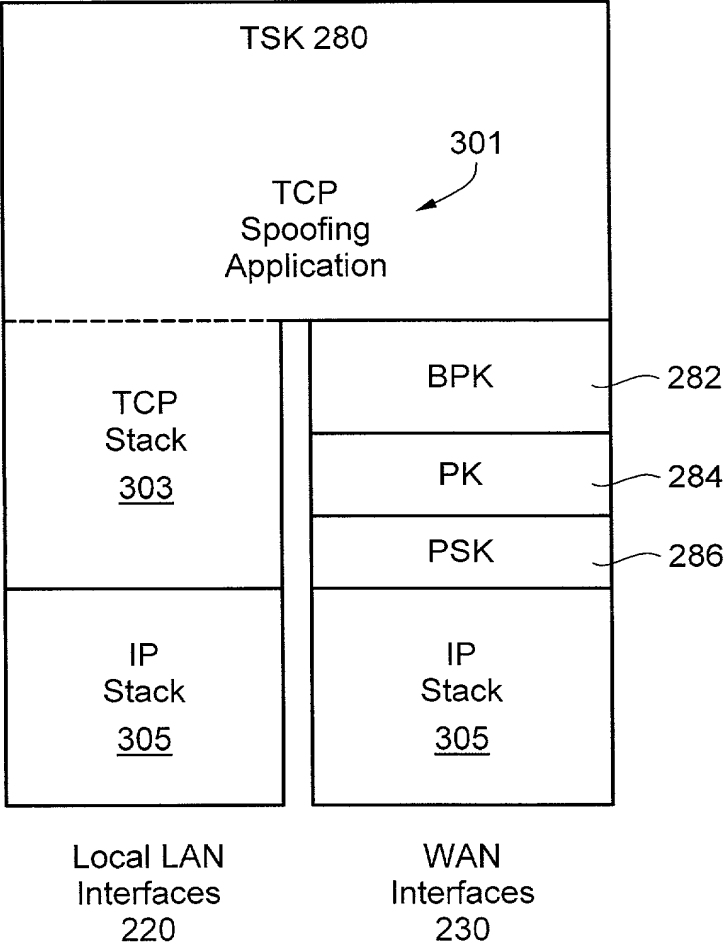 TSK 280
301
TCP
Spoofing
Application
TCP
Stack
303
IP
Stack
305
Local LAN
Interfaces
220
BPK
282
PK
284
PSK
286
IP
Stack
305
WAN
Interfaces
230